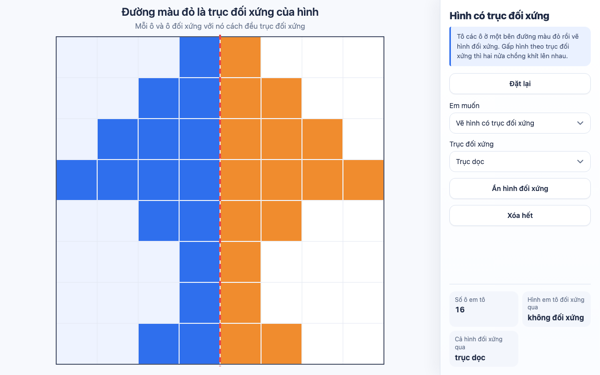 Đường màu đỏ là trục đối xứng của hình
Mỗi ô và ô đối xứng với nó cách đều trục đối xứng
Hình có trục đối xứng
Tô các ô ở một bên đường màu đỏ rồi vẽ
hình đối xứng. Gấp hình theo trục đối
xứng thì hai nửa chồng khít lên nhau.
Đặt lại
Em muốn
Vẽ hình có trục đối xứng
Trục đối xứng
Trục dọc
Ẩn hình đối xứng
Xóa hết
Số ô em tô
16
Hình em tô đối xứng
qua
không đối xứng
Cả hình đối xứng
qua
trục dọc